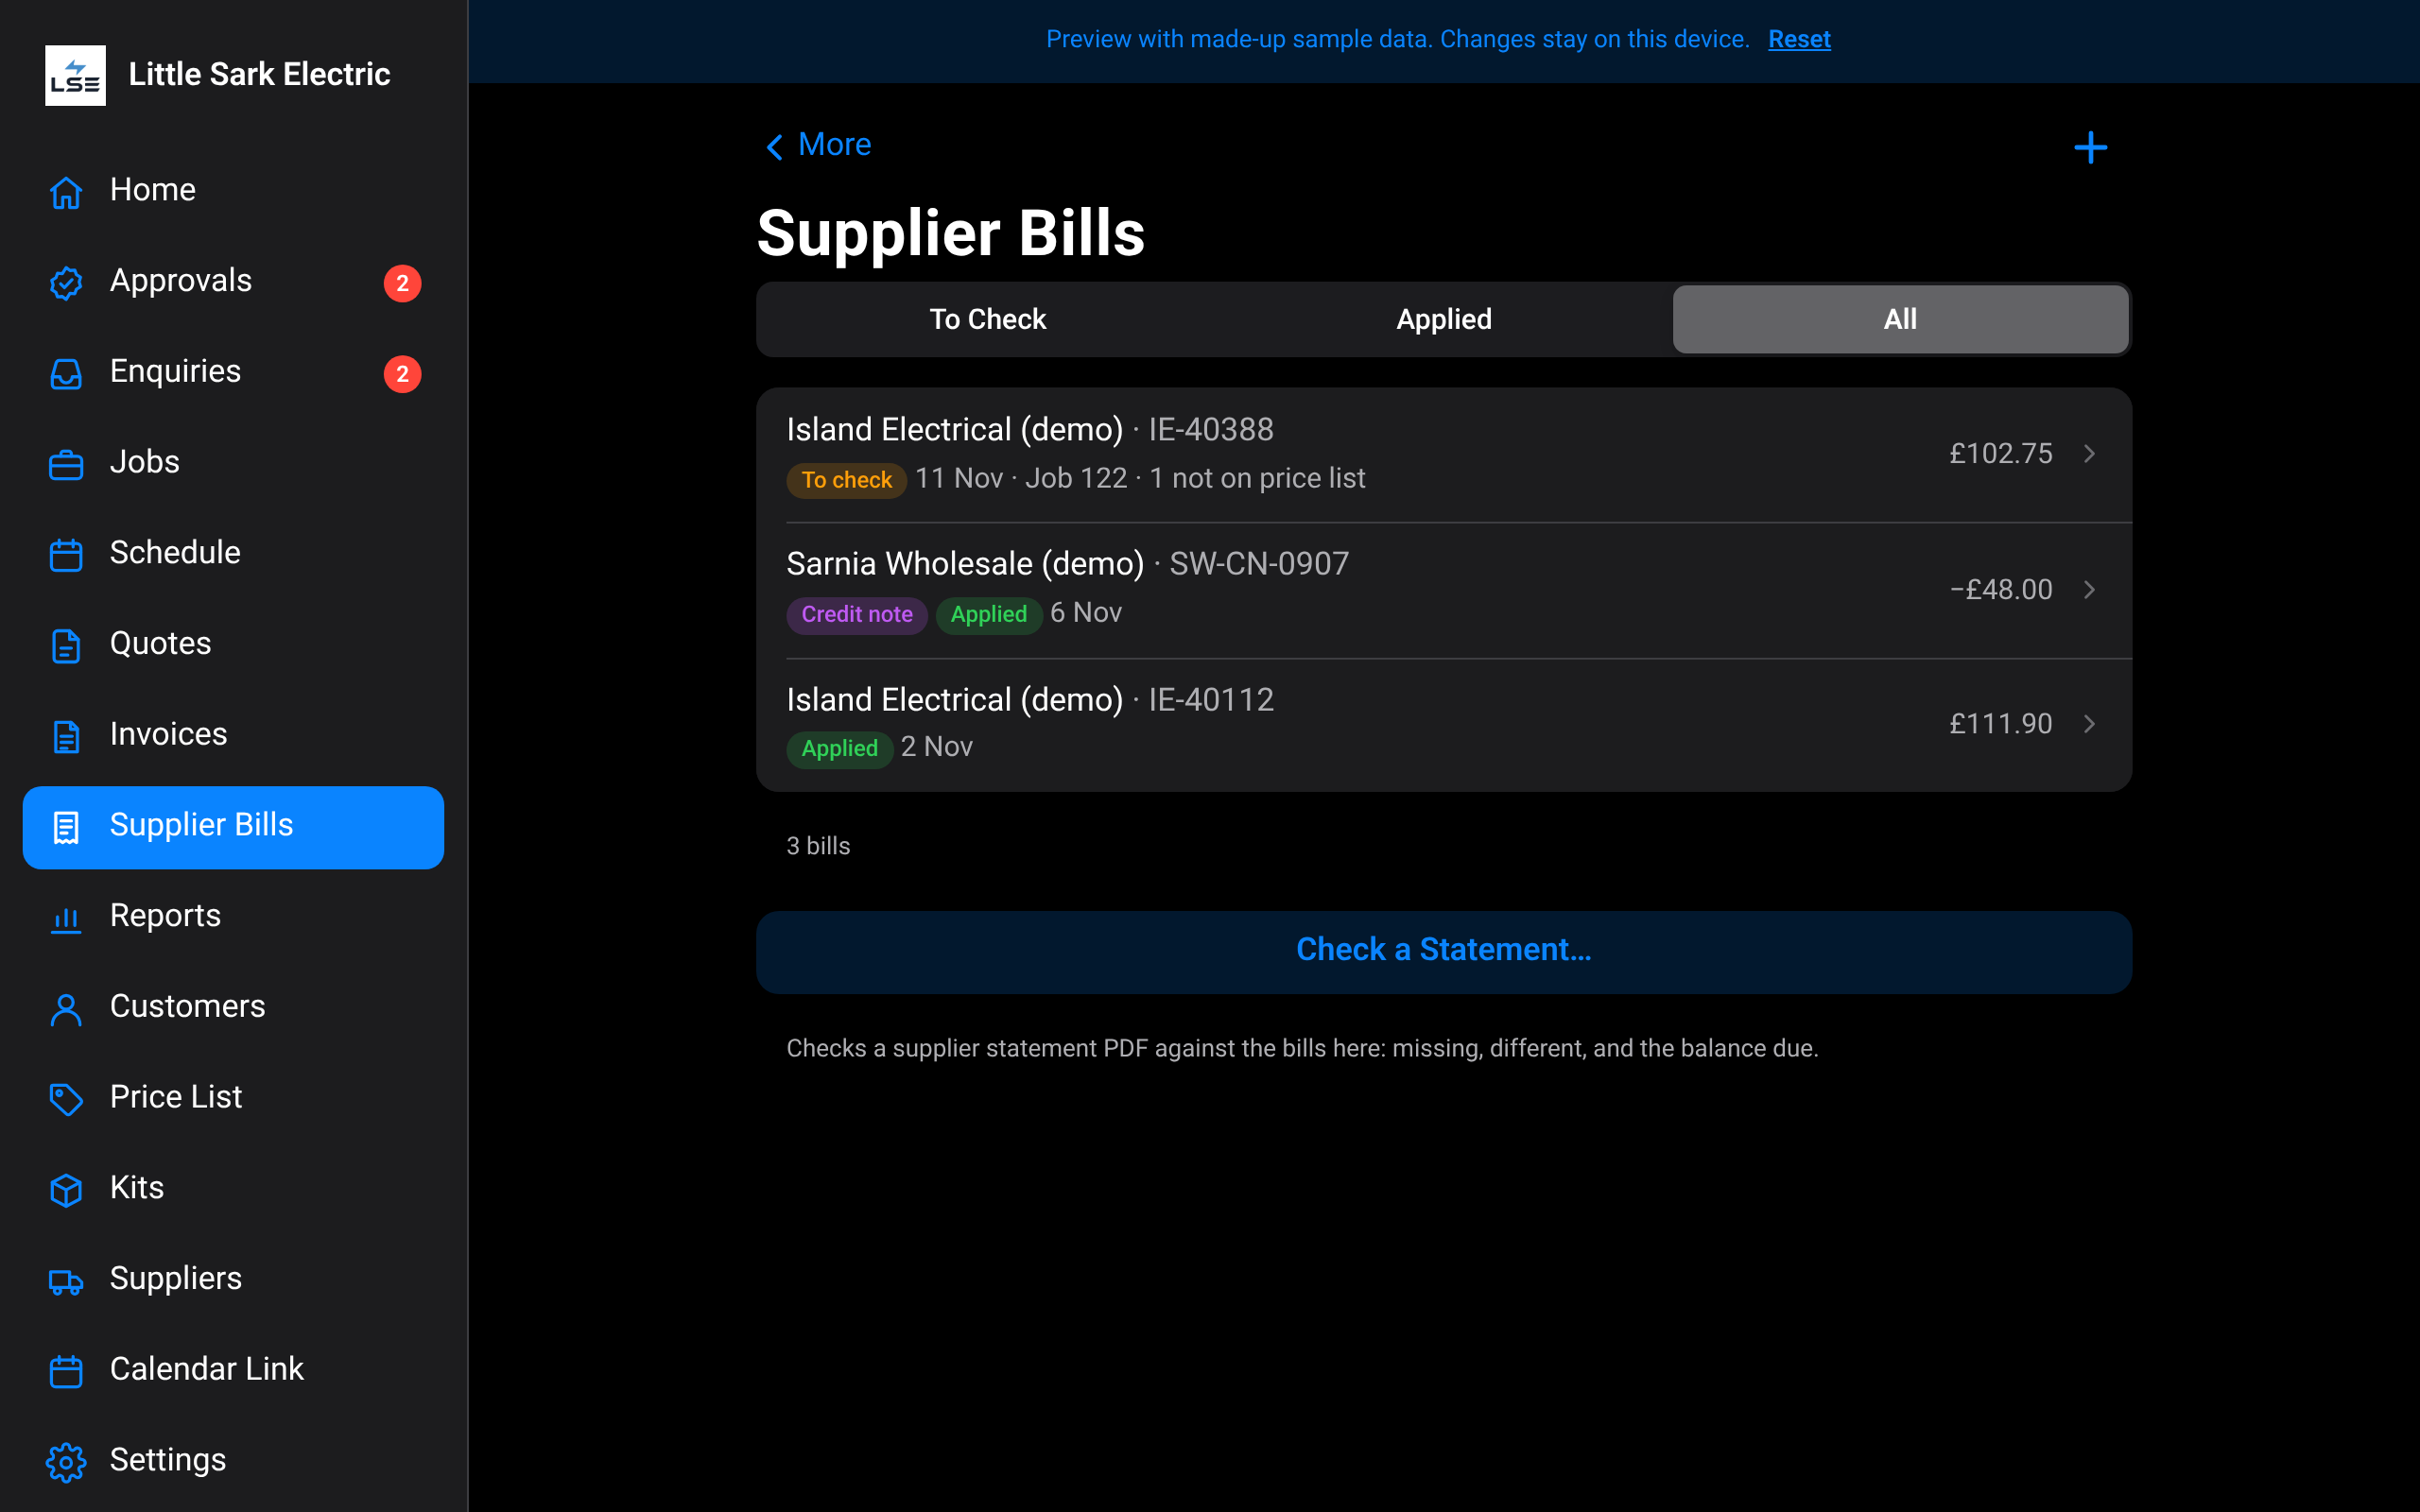 LSE
Little Sark Electric
Home
Approvals 2
Enquiries 2
Jobs
Schedule
Quotes
Invoices
Supplier Bills
Reports
Customers
Price List
Kits
Suppliers
Calendar Link
Settings
Preview with made-up sample data. Changes stay on this device. Reset
More
Supplier Bills
To Check Applied All
Island Electrical (demo) · IE-40388
To check 11 Nov · Job 122 · 1 not on price list
£102.75
Sarnia Wholesale (demo) · SW-CN-0907
Credit note Applied 6 Nov
−£48.00
Island Electrical (demo) · IE-40112
Applied 2 Nov
£111.90
3 bills
Check a Statement…
Checks a supplier statement PDF against the bills here: missing, different, and the balance due.